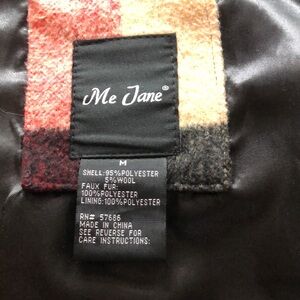 Me Jane®
M
SHELL:95%POLYESTER
5%WOOL
FAUX FUR:
100%POLYESTER
LINING:100%POLYESTER
RN# 57686
MADE IN CHINA
SEE REVERSE FOR
CARE INSTRUCTIONS: